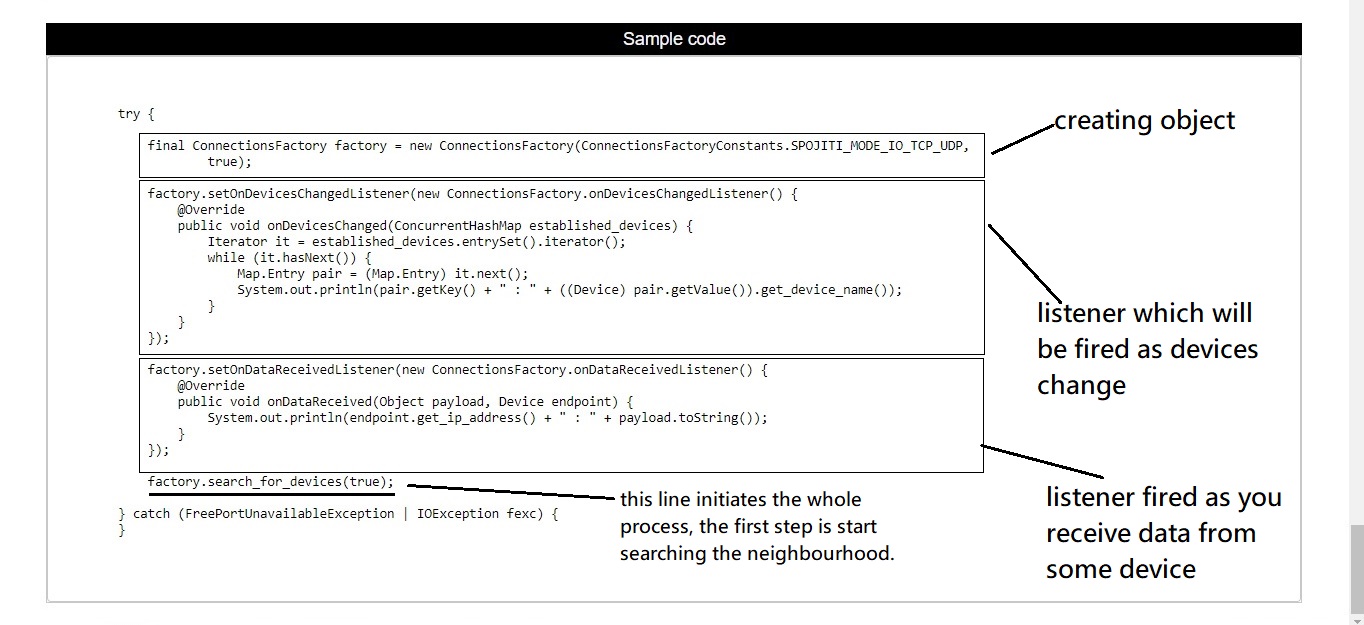 Sample code
try {
final ConnectionsFactory factory = new ConnectionsFactory(ConnectionsFactoryConstants.SPOJITI_MODE_IO_TCP_UDP,
true);
creating object
factory.setOnDevicesChangedListener(new ConnectionsFactory.onDevicesChangedListener() {
@Override
public void onDevicesChanged(ConcurrentHashMap established_devices) {
Iterator it = established_devices.entrySet().iterator();
while (it.hasNext()) {
Map.Entry pair = (Map.Entry) it.next();
System.out.println(pair.getKey() + " : " + ((Device) pair.getValue()).get_device_name());
}
}
});
listener which will
be fired as devices
change
factory.setOnDataReceivedListener(new ConnectionsFactory.onDataReceivedListener() {
@Override
public void onDataReceived(Object payload, Device endpoint) {
System.out.println(endpoint.get_ip_address() + " : " + payload.toString());
}
});
listener fired as you
receive data from
some device
factory.search_for_devices(true);
this line initiates the whole
process, the first step is start
searching the neighbourhood.
} catch (FreePortUnavailableException | IOException fexc) {
}